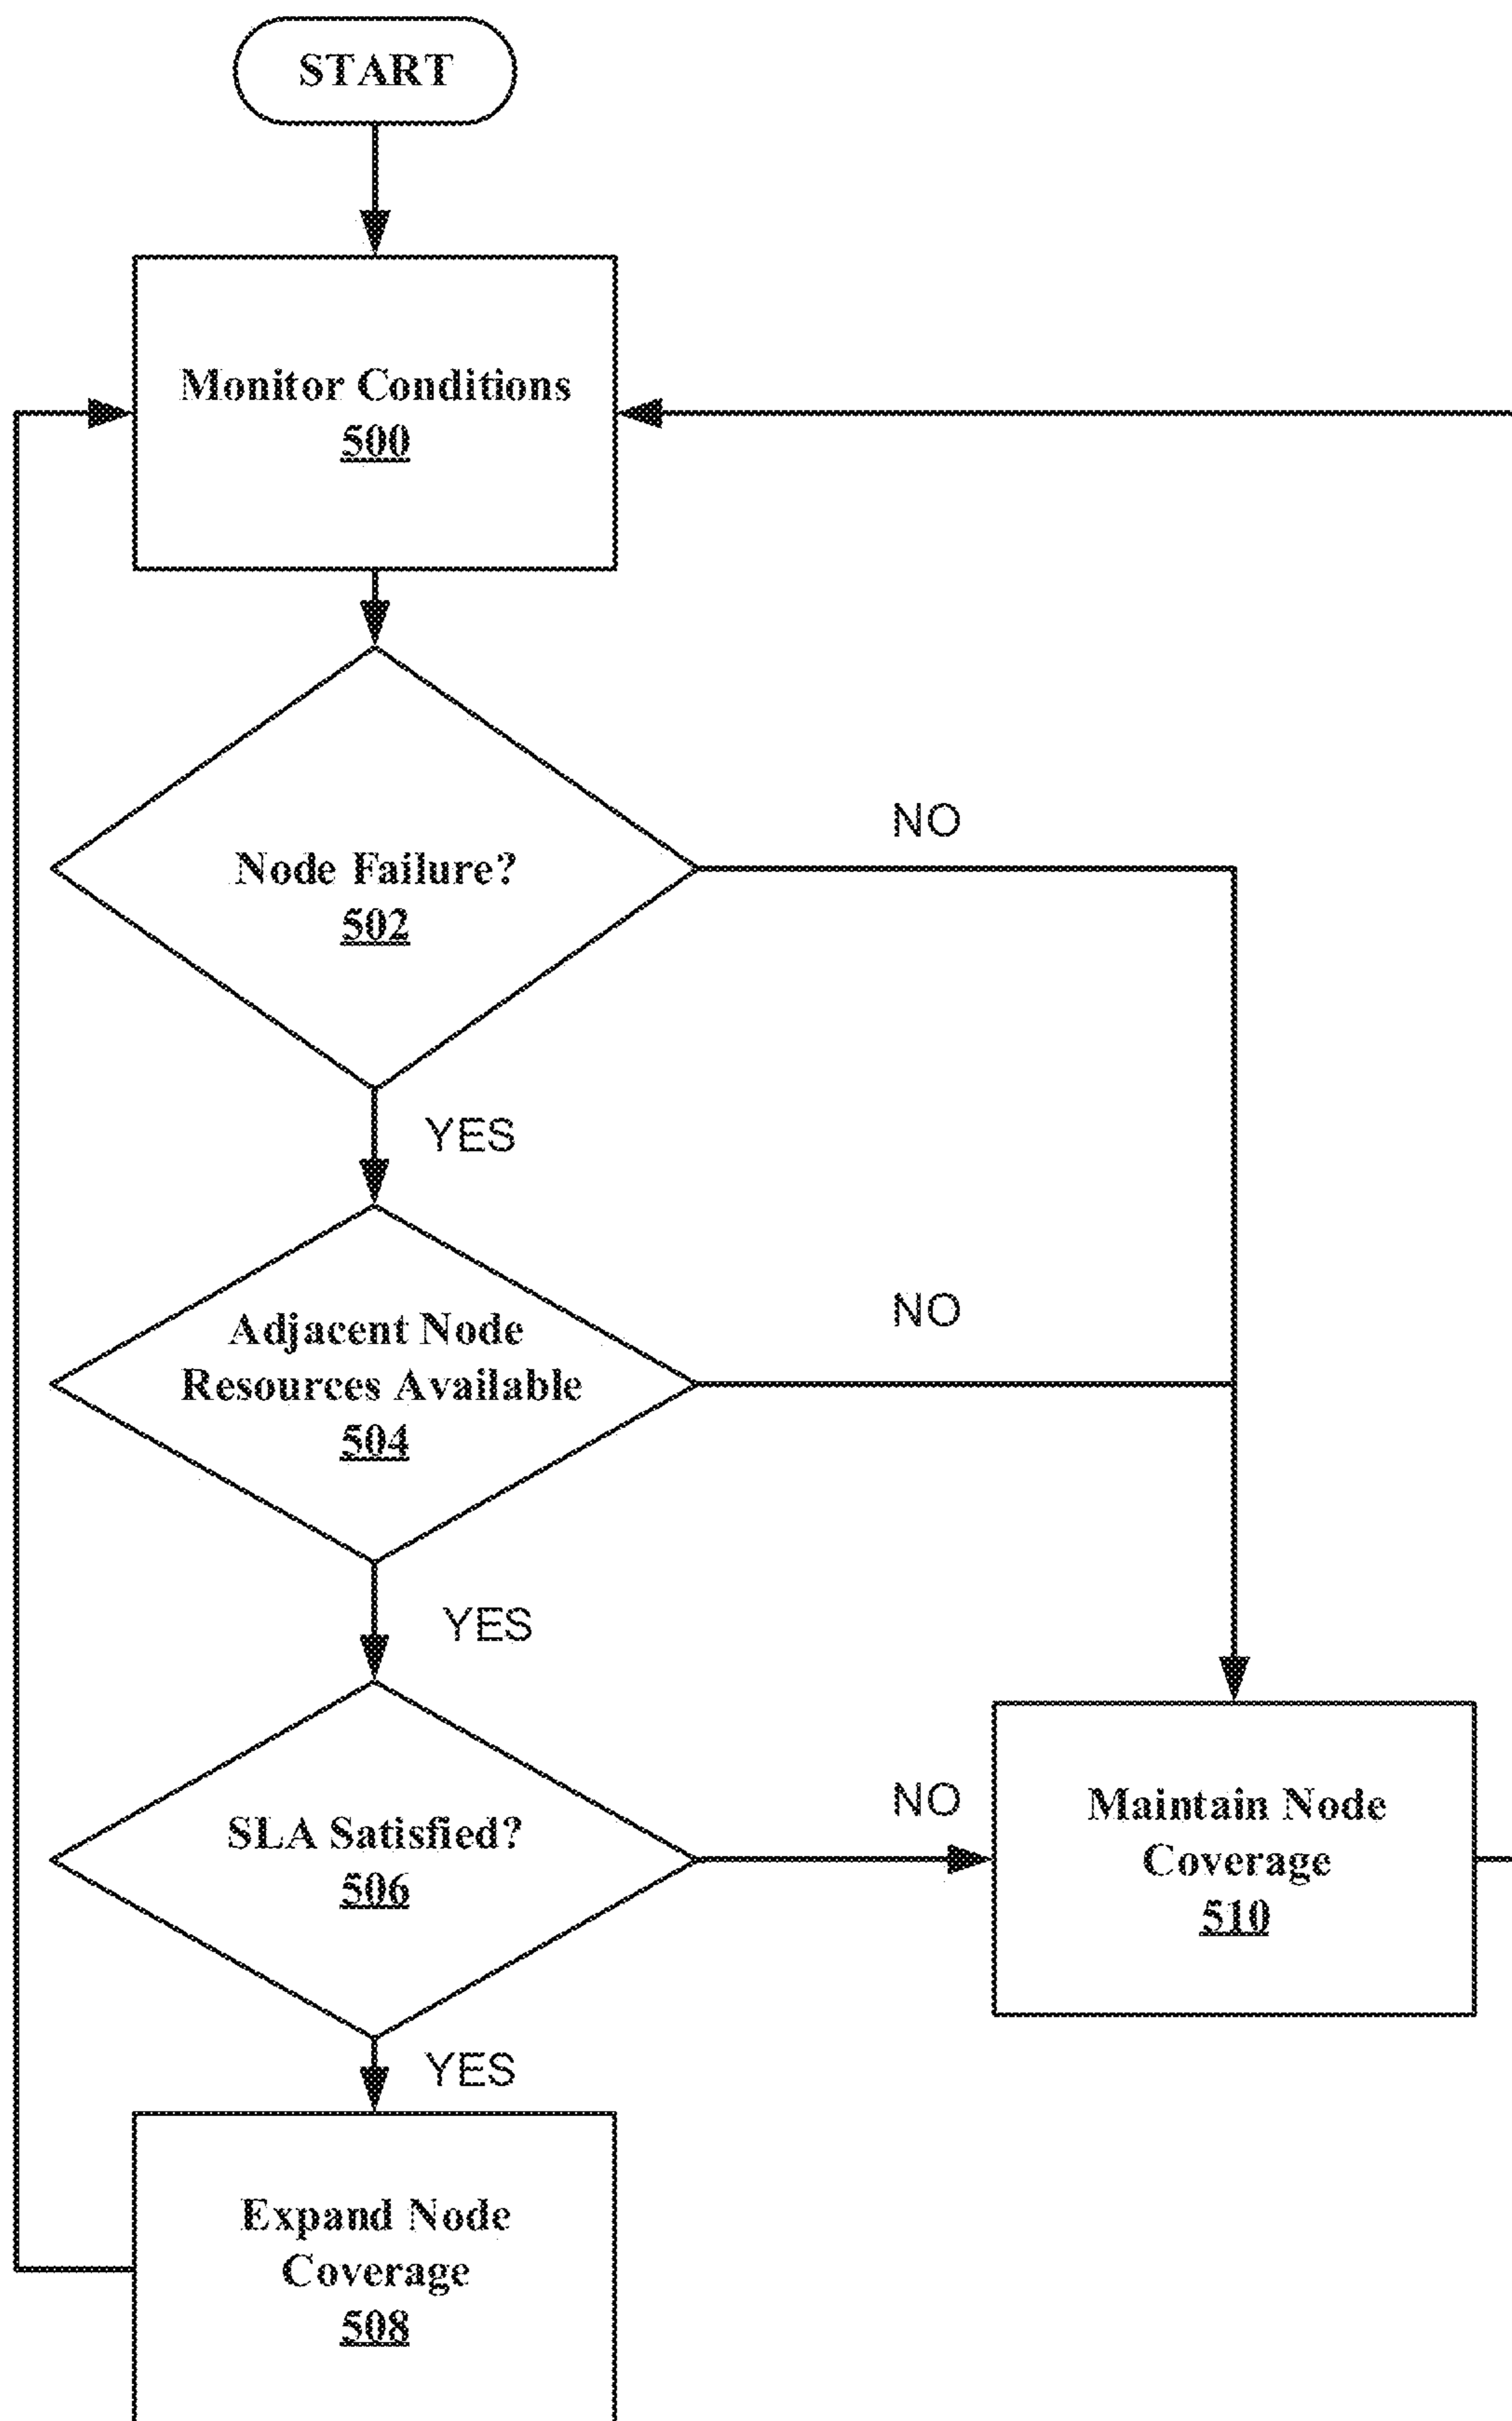 START
Monitor Conditions
500
NO
Node Failure?
502
YES
NO
Adjacent Node
Resources Available
504
YES
NO
SLA Satisfied?
506
Maintain Node
Coverage
510
YES
Expand Node
Coverage
508